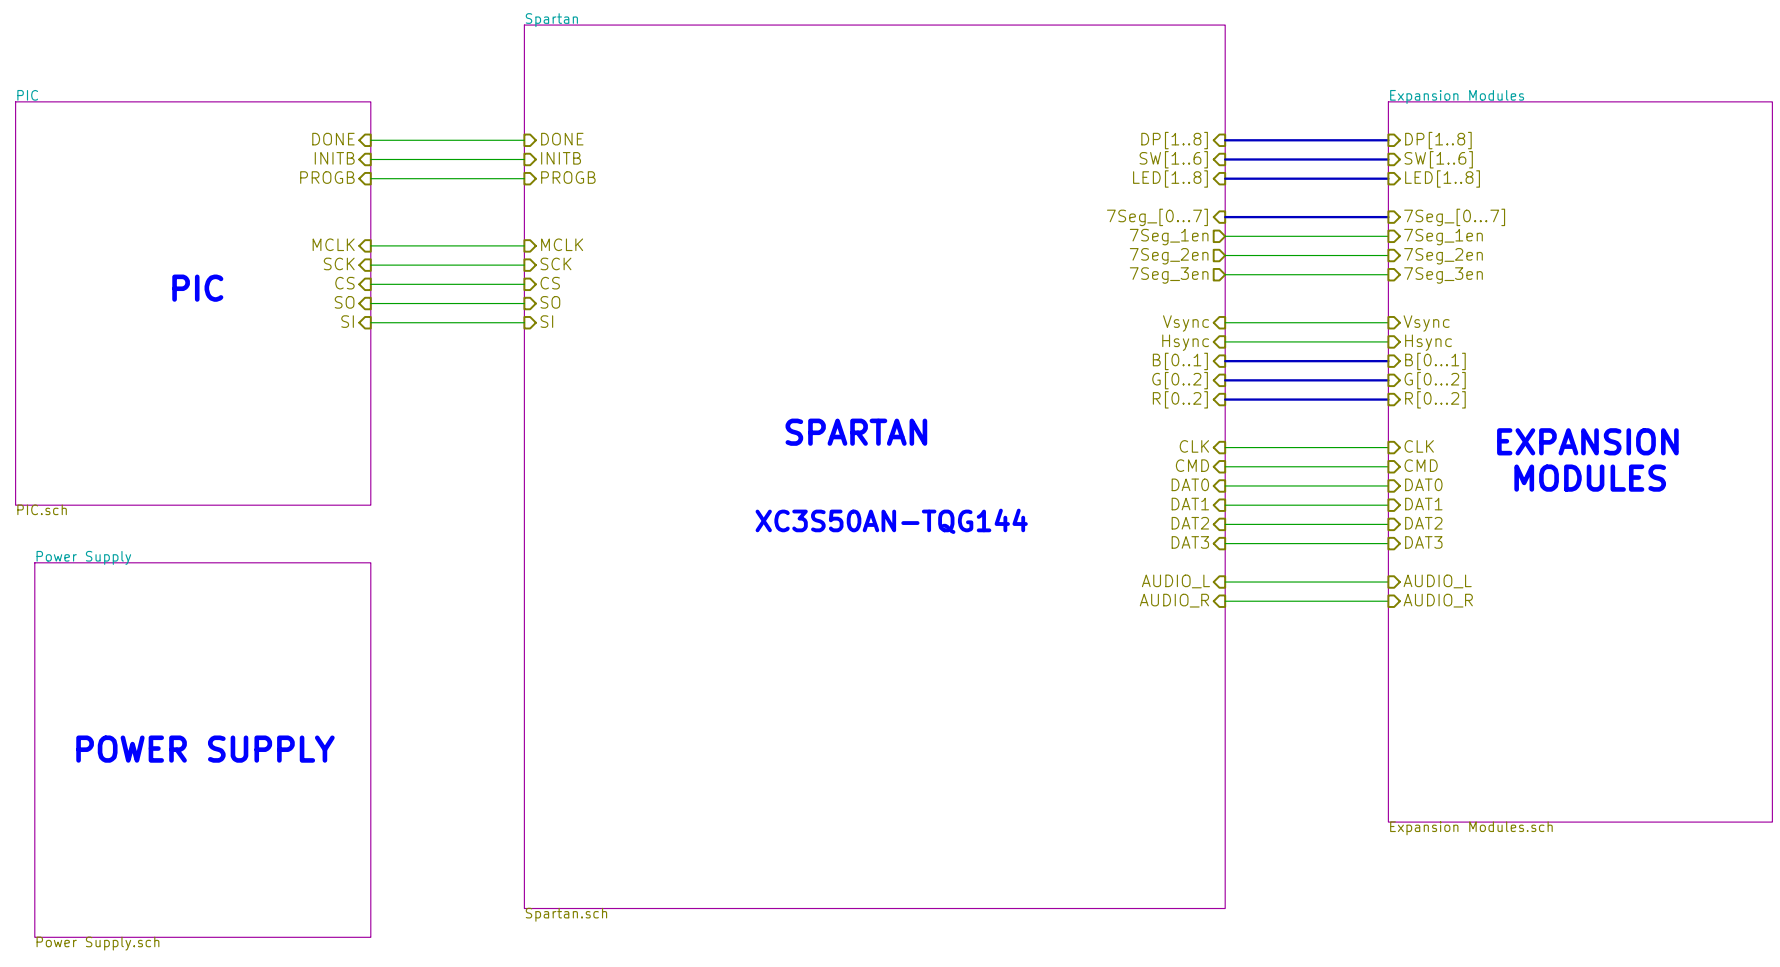 PIC
DONE
INITB
PROGB
MCLK
SCK
CS
SO
SI
PIC
PIC.sch
Power Supply
POWER SUPPLY
Power Supply.sch
Spartan
DONE
INITB
PROGB
MCLK
SCK
CS
SO
SI
SPARTAN
XC3S50AN-TQG144
DP[1..8]
SW[1..6]
LED[1..8]
7Seg_[0...7]
7Seg_1en
7Seg_2en
7Seg_3en
Vsync
Hsync
B[0..1]
G[0..2]
R[0..2]
CLK
CMD
DAT0
DAT1
DAT2
DAT3
AUDIO_L
AUDIO_R
Spartan.sch
Expansion Modules
DP[1..8]
SW[1..6]
LED[1..8]
7Seg_[0...7]
7Seg_1en
7Seg_2en
7Seg_3en
Vsync
Hsync
B[0...1]
G[0...2]
R[0...2]
CLK
CMD
DAT0
DAT1
DAT2
DAT3
AUDIO_L
AUDIO_R
EXPANSION
MODULES
Expansion Modules.sch